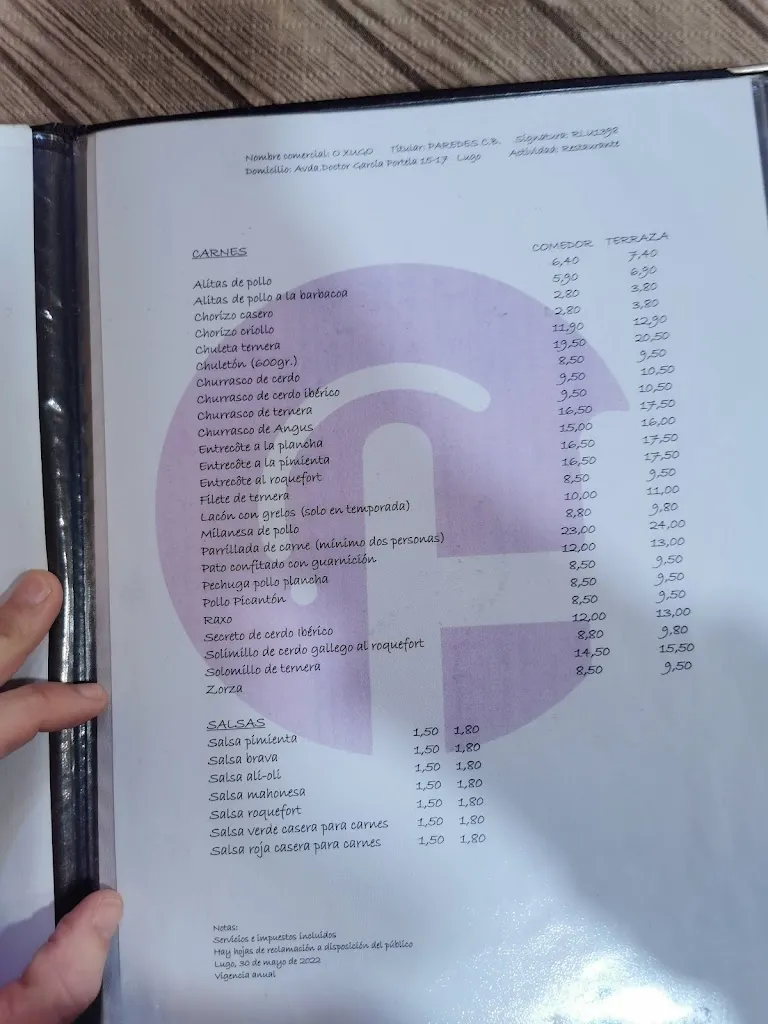 Nombre comercial: O XUGO Titular: PAREDES C.B. Signatura: RLU1392
Domicilio: Avda.Doctor García Portela 15-17 Lugo Actividad: Restaurante
CARNES COMEDOR TERRAZA
Alitas de pollo 6,40 7,40
Alitas de pollo a la barbacoa 5,90 6,90
Chorizo casero 2,80 3,80
Chorizo criollo 2,80 3,80
Chuleta ternera 11,90 12,90
Chuletón (600gr.) 19,50 20,50
Churrasco de cerdo 8,50 9,50
Churrasco de cerdo ibérico 9,50 10,50
Churrasco de ternera 9,50 10,50
Churrasco de Angus 16,50 17,50
Entrecôte a la plancha 15,00 16,00
Entrecôte a la pimienta 16,50 17,50
Entrecôte al roquefort 16,50 17,50
Filete de ternera 8,50 9,50
Lacón con grelos (solo en temporada) 10,00 11,00
Milanesa de pollo 8,80 9,80
Parrillada de carne (mínimo dos personas) 23,00 24,00
Pato confitado con guarnición 12,00 13,00
Pechuga pollo plancha 8,50 9,50
Pollo Picantón 8,50 9,50
Raxo 8,50 9,50
Secreto de cerdo Ibérico 12,00 13,00
Solimillo de cerdo gallego al roquefort 8,80 9,80
Solomillo de ternera 14,50 15,50
Zorza 8,50 9,50
SALSAS
Salsa pimienta 1,50 1,80
Salsa brava 1,50 1,80
Salsa ali-oli 1,50 1,80
Salsa mahonesa 1,50 1,80
Salsa roquefort 1,50 1,80
Salsa verde casera para carnes 1,50 1,80
Salsa roja casera para carnes 1,50 1,80
Notas:
Servicios e impuestos incluidos
Hay hojas de reclamación a disposición del público
Lugo, 30 de mayo de 2022
Vigencia anual